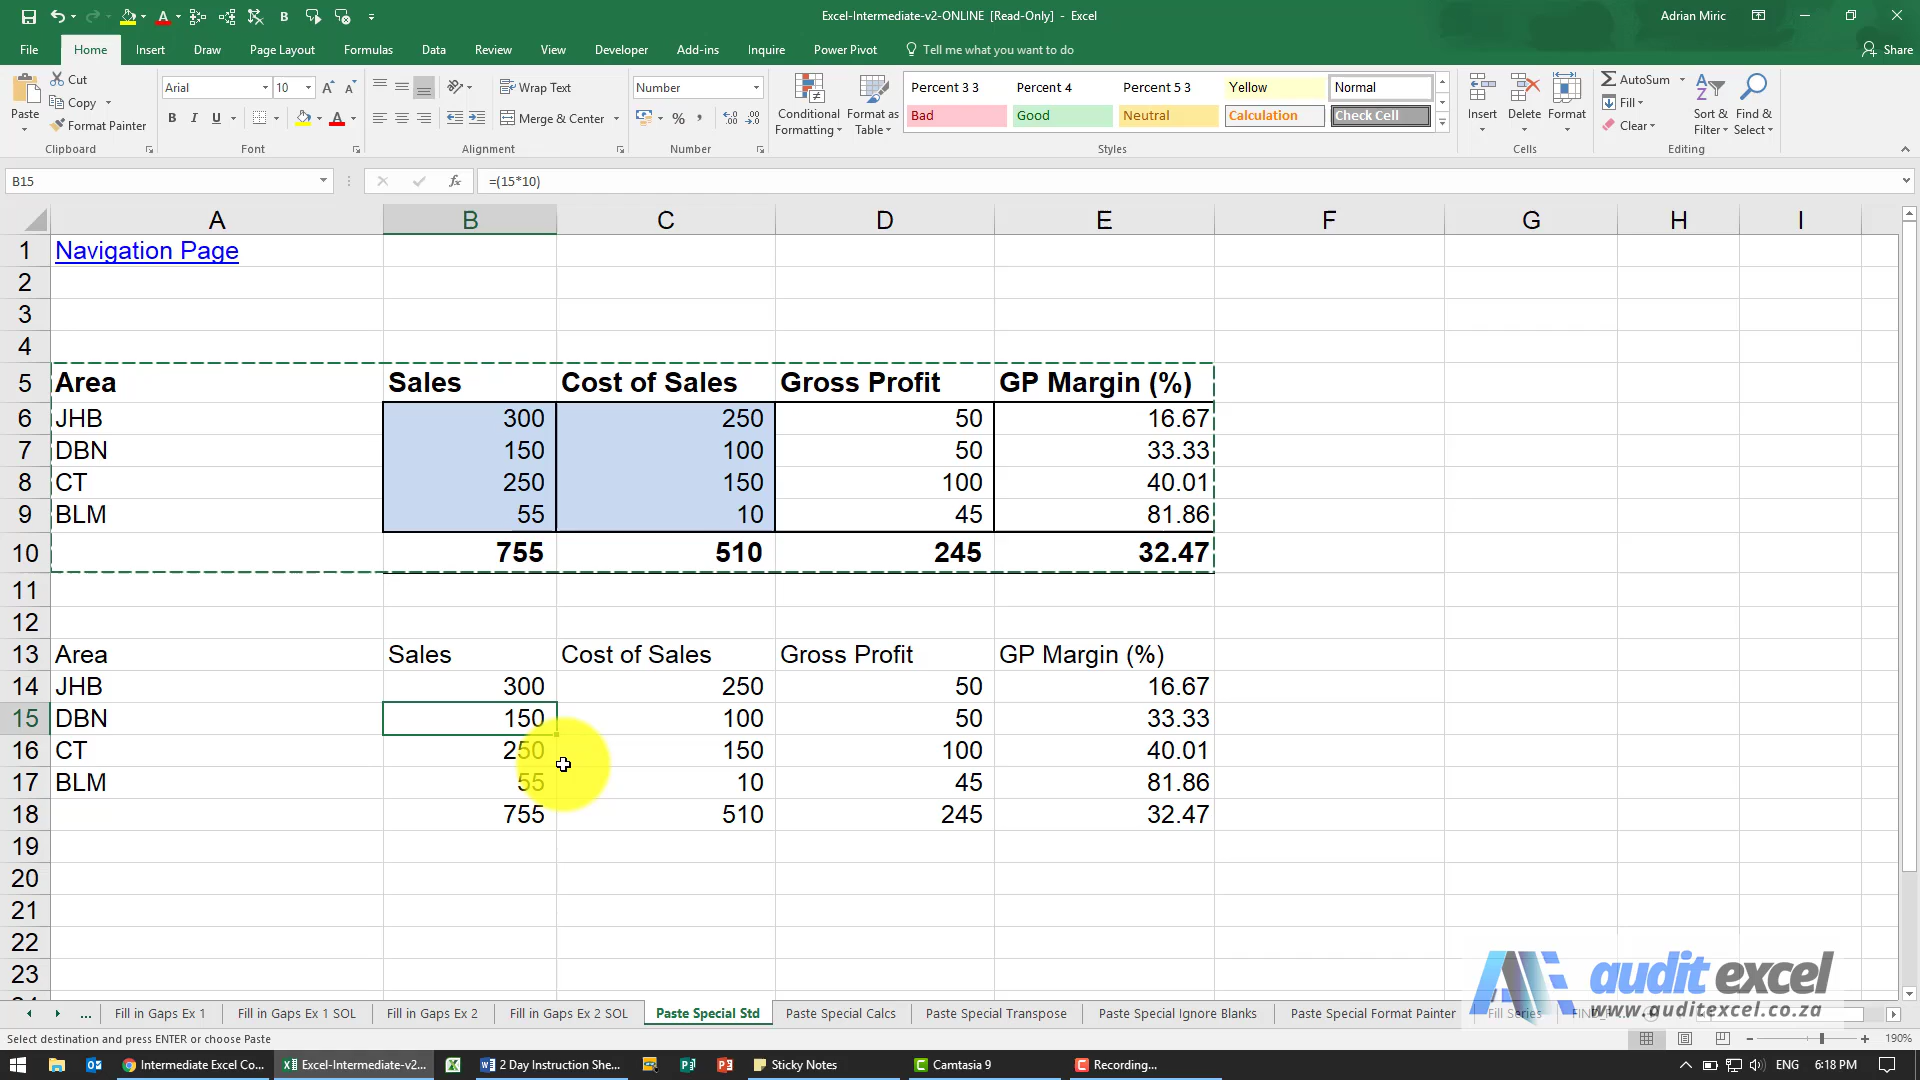 Excel-Intermediate-v2-ONLINE [Read-Only] - Excel
Adrian Miric
File Home Insert Draw Page Layout Formulas Data Review View Developer Add-ins Inquire Power Pivot Tell me what you want to do Share
Paste Cut Copy Format Painter Clipboard
Arial 10 B I U Font
Wrap Text Merge & Center Alignment
Number % , Number
Conditional Formatting Format as Table
Percent 3 3 Percent 4 Percent 5 3 Yellow Normal
Bad Good Neutral Calculation Check Cell
Styles
Insert Delete Format Cells
AutoSum Fill Clear Sort & Filter Find & Select Editing
B15 fx =(15*10)
A B C D E F G H I
1 Navigation Page
2
3
4
5 Area Sales Cost of Sales Gross Profit GP Margin (%)
6 JHB 300 250 50 16.67
7 DBN 150 100 50 33.33
8 CT 250 150 100 40.01
9 BLM 55 10 45 81.86
10 755 510 245 32.47
11
12
13 Area Sales Cost of Sales Gross Profit GP Margin (%)
14 JHB 300 250 50 16.67
15 DBN 150 100 50 33.33
16 CT 250 150 100 40.01
17 BLM 55 10 45 81.86
18 755 510 245 32.47
19
20
21
22
23
audit excel
www.auditexcel.co.za
... Fill in Gaps Ex 1 Fill in Gaps Ex 1 SOL Fill in Gaps Ex 2 Fill in Gaps Ex 2 SOL Paste Special Std Paste Special Calcs Paste Special Transpose Paste Special Ignore Blanks Paste Special Format Painter Fill Series
Select destination and press ENTER or choose Paste 190%
Intermediate Excel Co... Excel-Intermediate-v2... 2 Day Instruction She... Sticky Notes Camtasia 9 Recording... ENG 6:18 PM